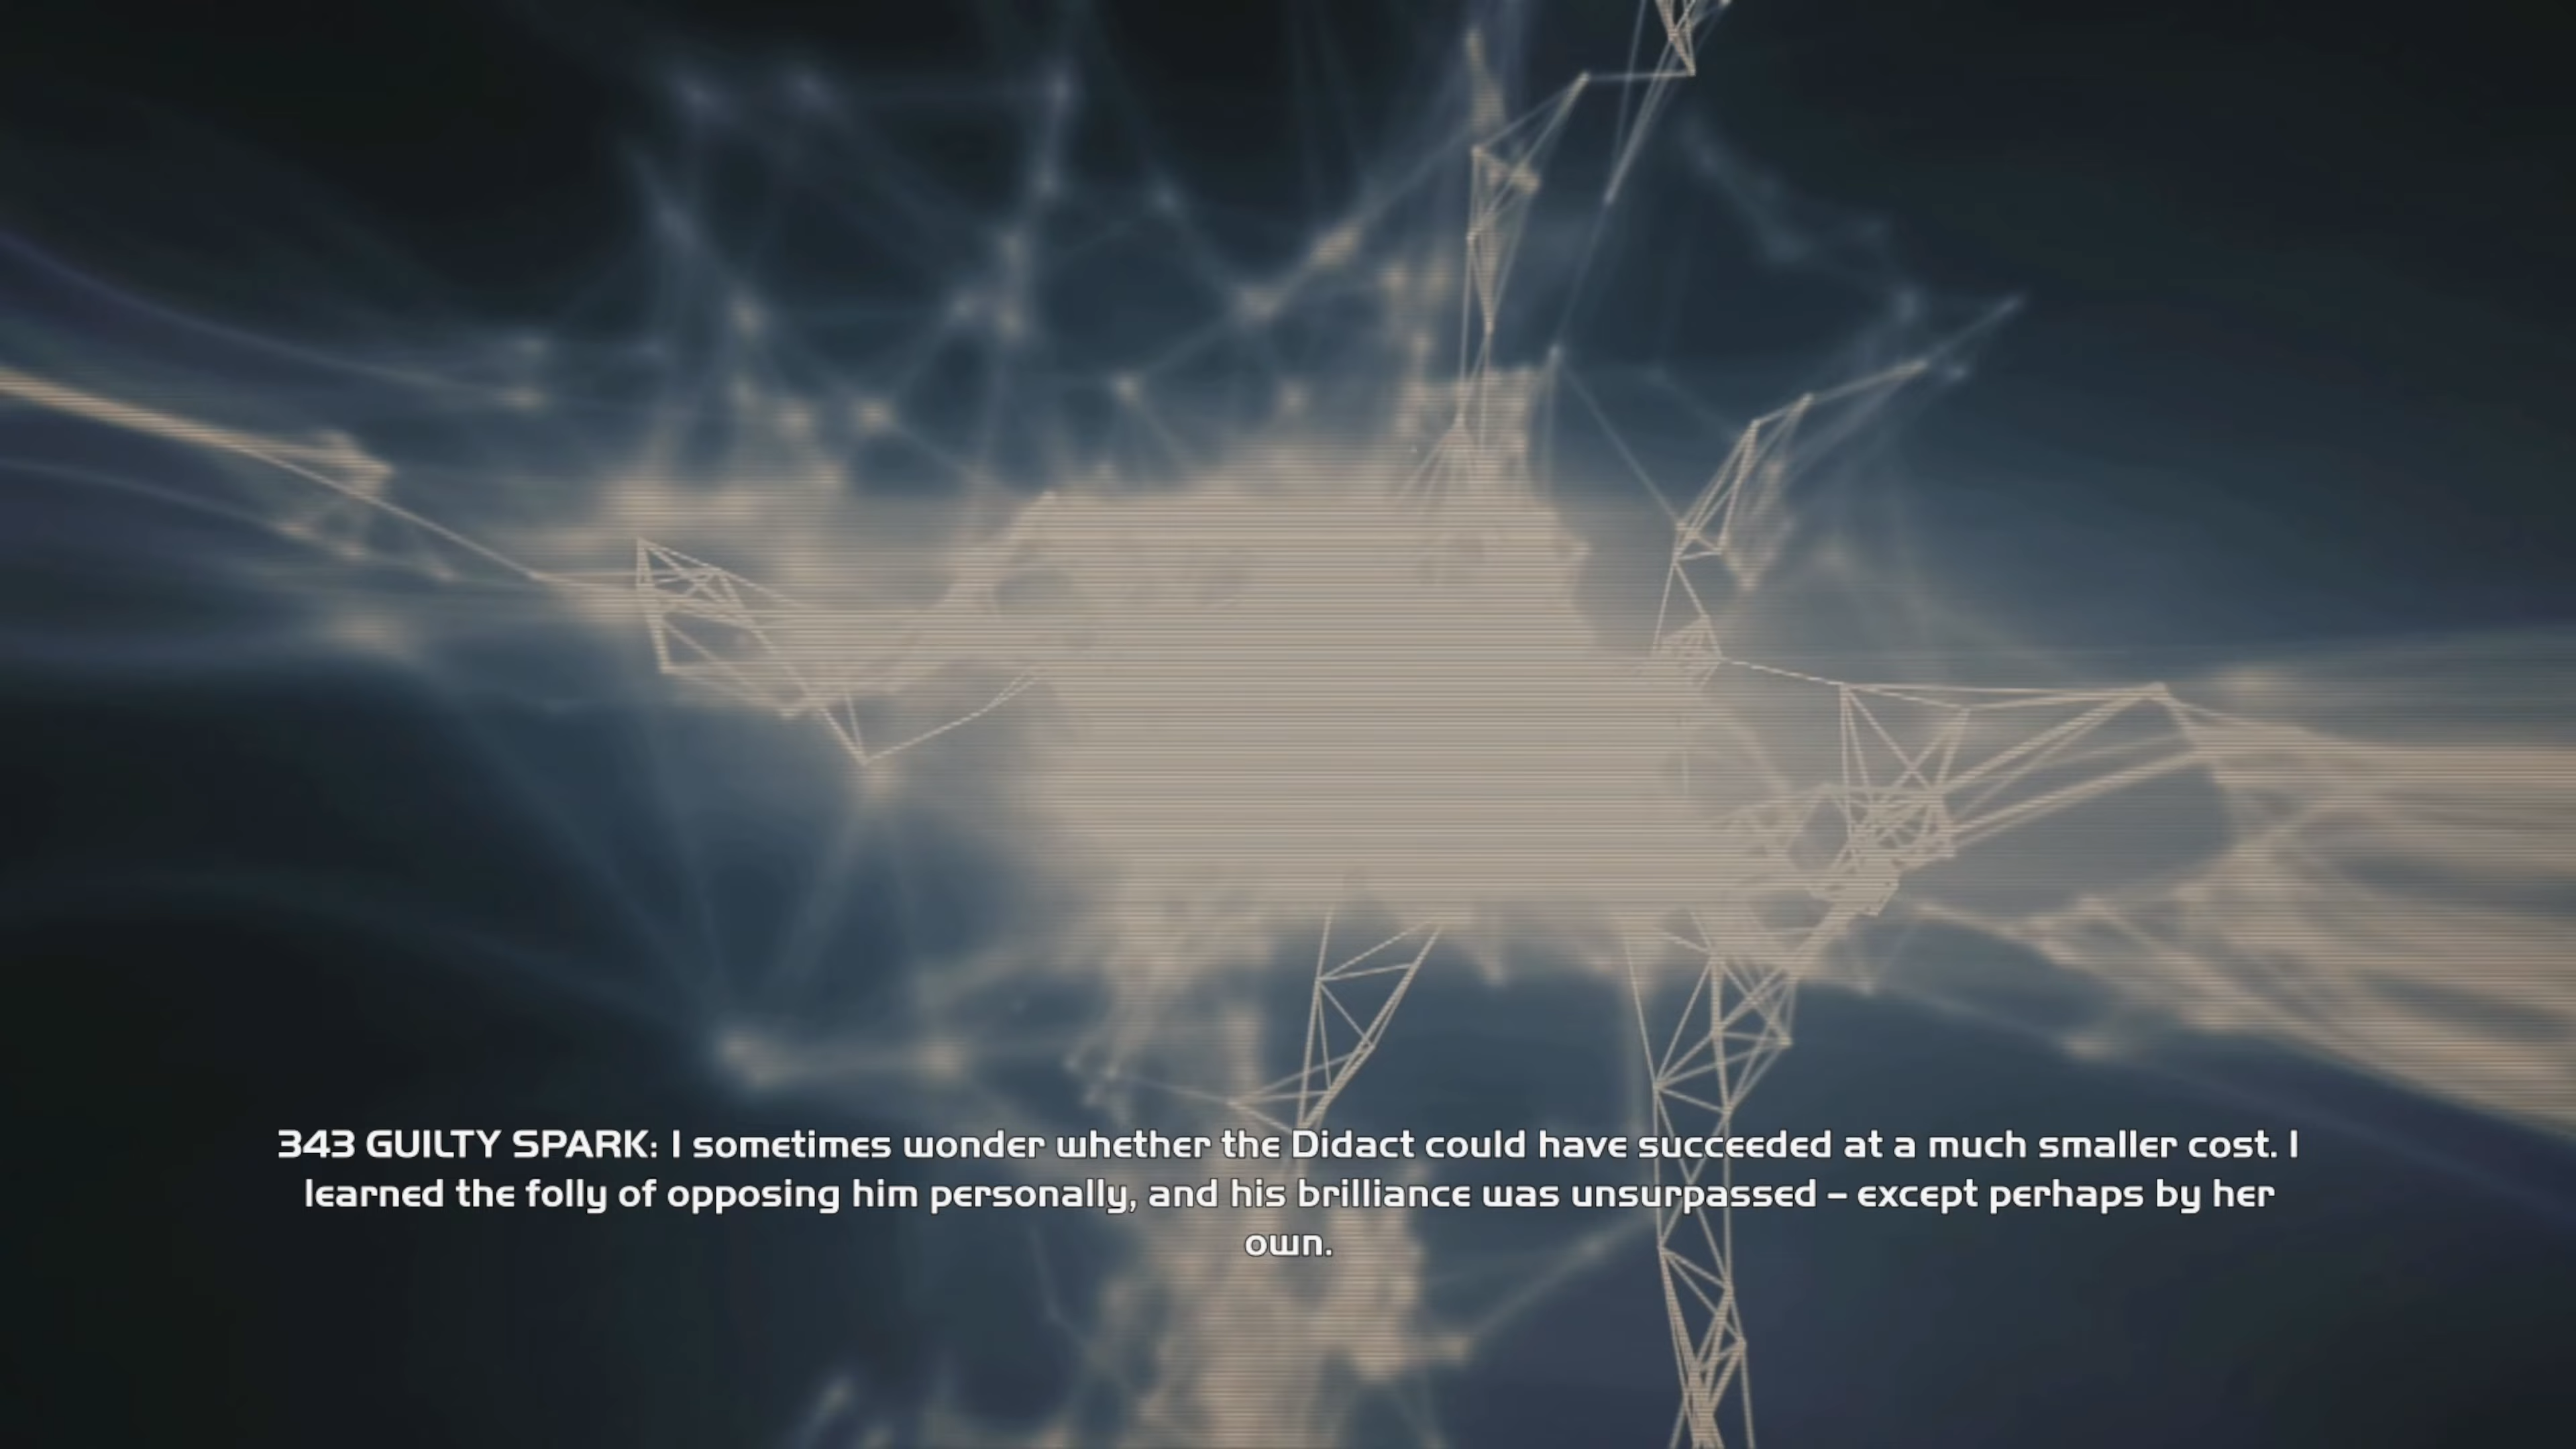 343 GUILTY SPARK: I sometimes wonder whether the Didact could have succeeded at a much smaller cost. I
learned the folly of opposing him personally, and his brilliance was unsurpassed – except perhaps by her
own.